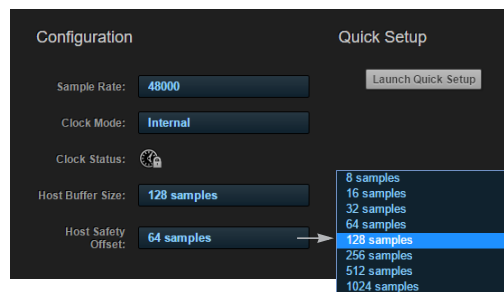 Configuration
Quick Setup
Sample Rate: 48000
Launch Quick Setup
Clock Mode: Internal
Clock Status:
Host Buffer Size: 128 samples
Host Safety
Offset: 64 samples
8 samples
16 samples
32 samples
64 samples
128 samples
256 samples
512 samples
1024 samples